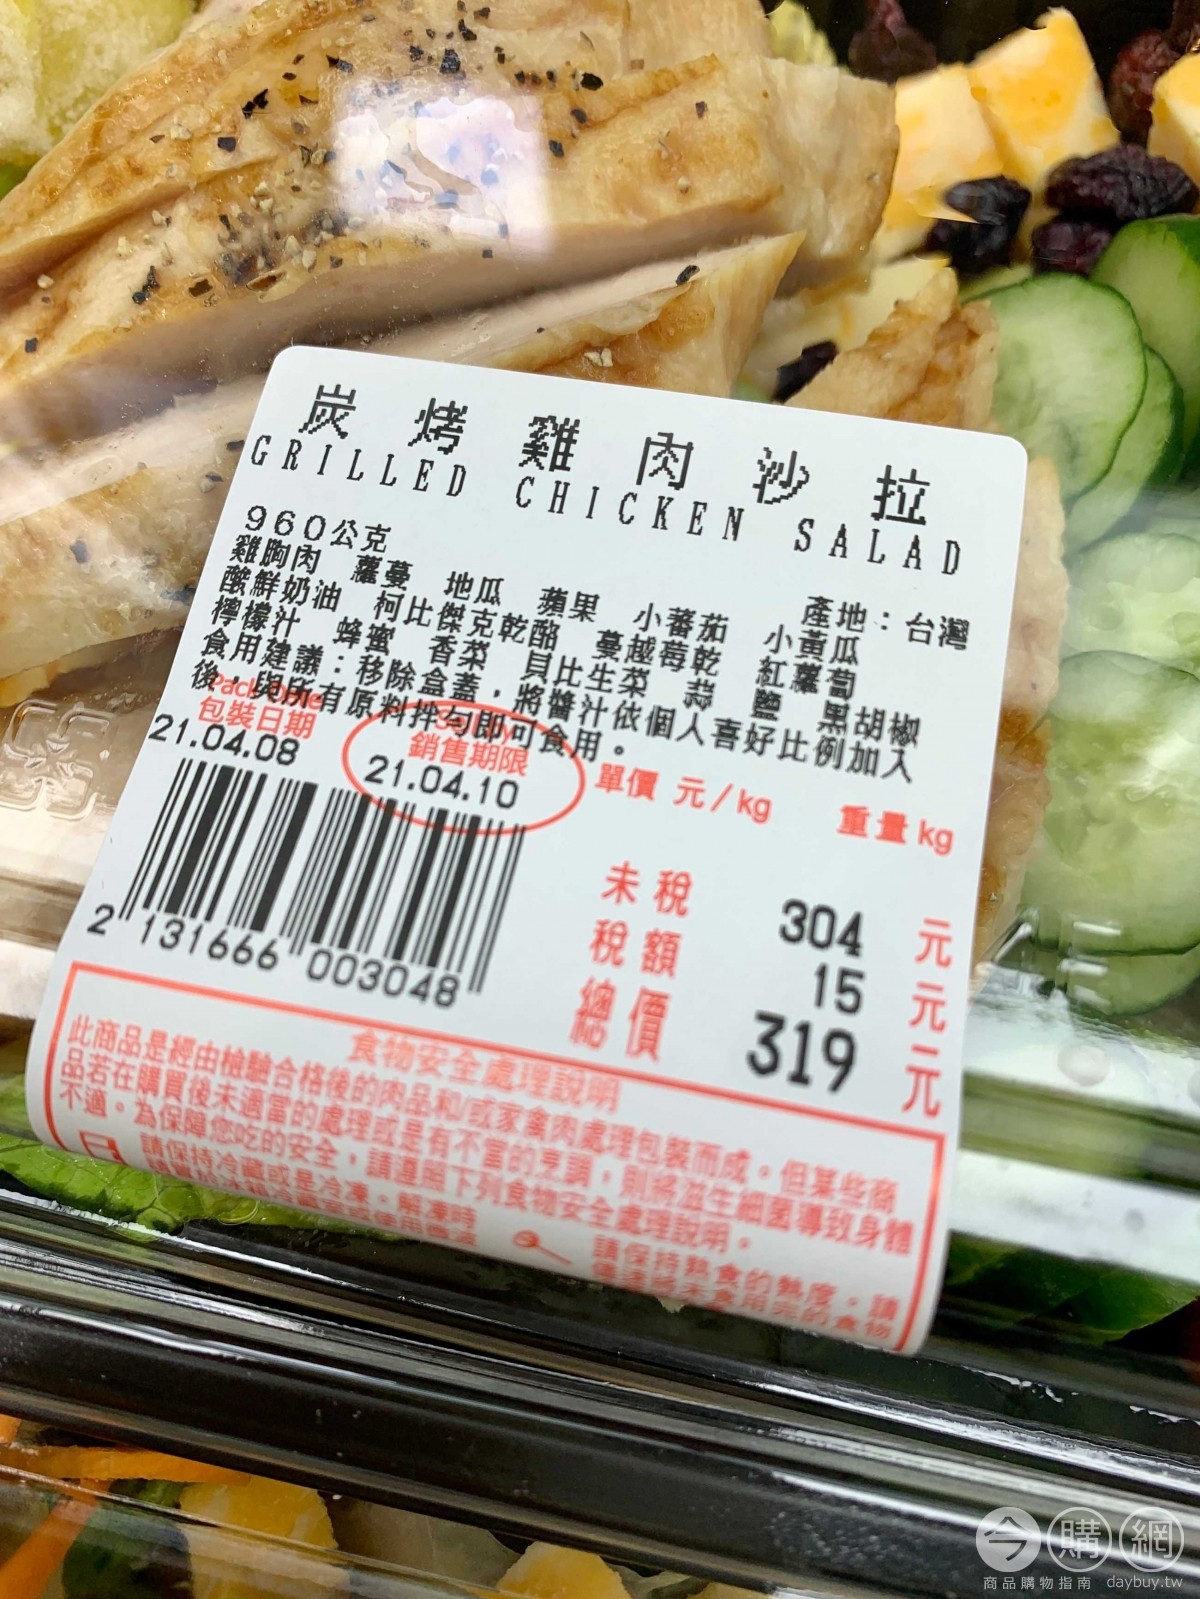 炭烤雞肉沙拉
GRILLED CHICKEN SALAD
960公克 產地：台灣
雞胸肉 蘿蔓 地瓜 蘋果 小蕃茄 小黃瓜
酸鮮奶油 柯比傑克乾酪 蔓越莓乾 紅蘿蔔
檸檬汁 蜂蜜 香菜 貝比生菜 蒜 鹽 黑胡椒
食用建議：移除盒蓋，將醬汁依個人喜好比例加入
後，與所有原料拌勻即可食用。
包裝日期 銷售期限 單價 元/kg 重量 kg
21.04.08 21.04.10
未稅 304 元
稅額 15 元
總價 319 元
2 131666 003048
食物安全處理說明
此商品是經由檢驗合格後的肉品和/或家禽肉處理包裝而成。但某些商
品若在購買後未適當的處理或是有不當的烹調，則將滋生細菌導致身體
不適。為保障您吃的安全，請遵照下列食物安全處理說明。
請保持冷藏或是冷凍。解凍時
請保持熟食的熱度。請
今購網
商品購物指南 daybuy.tw